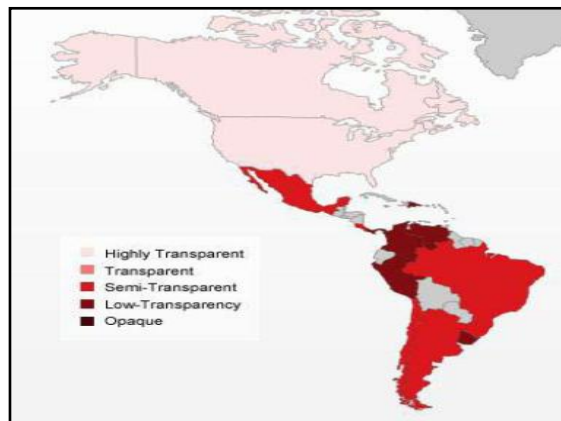 Highly Transparent
Transparent
Semi-Transparent
Low-Transparency
Opaque